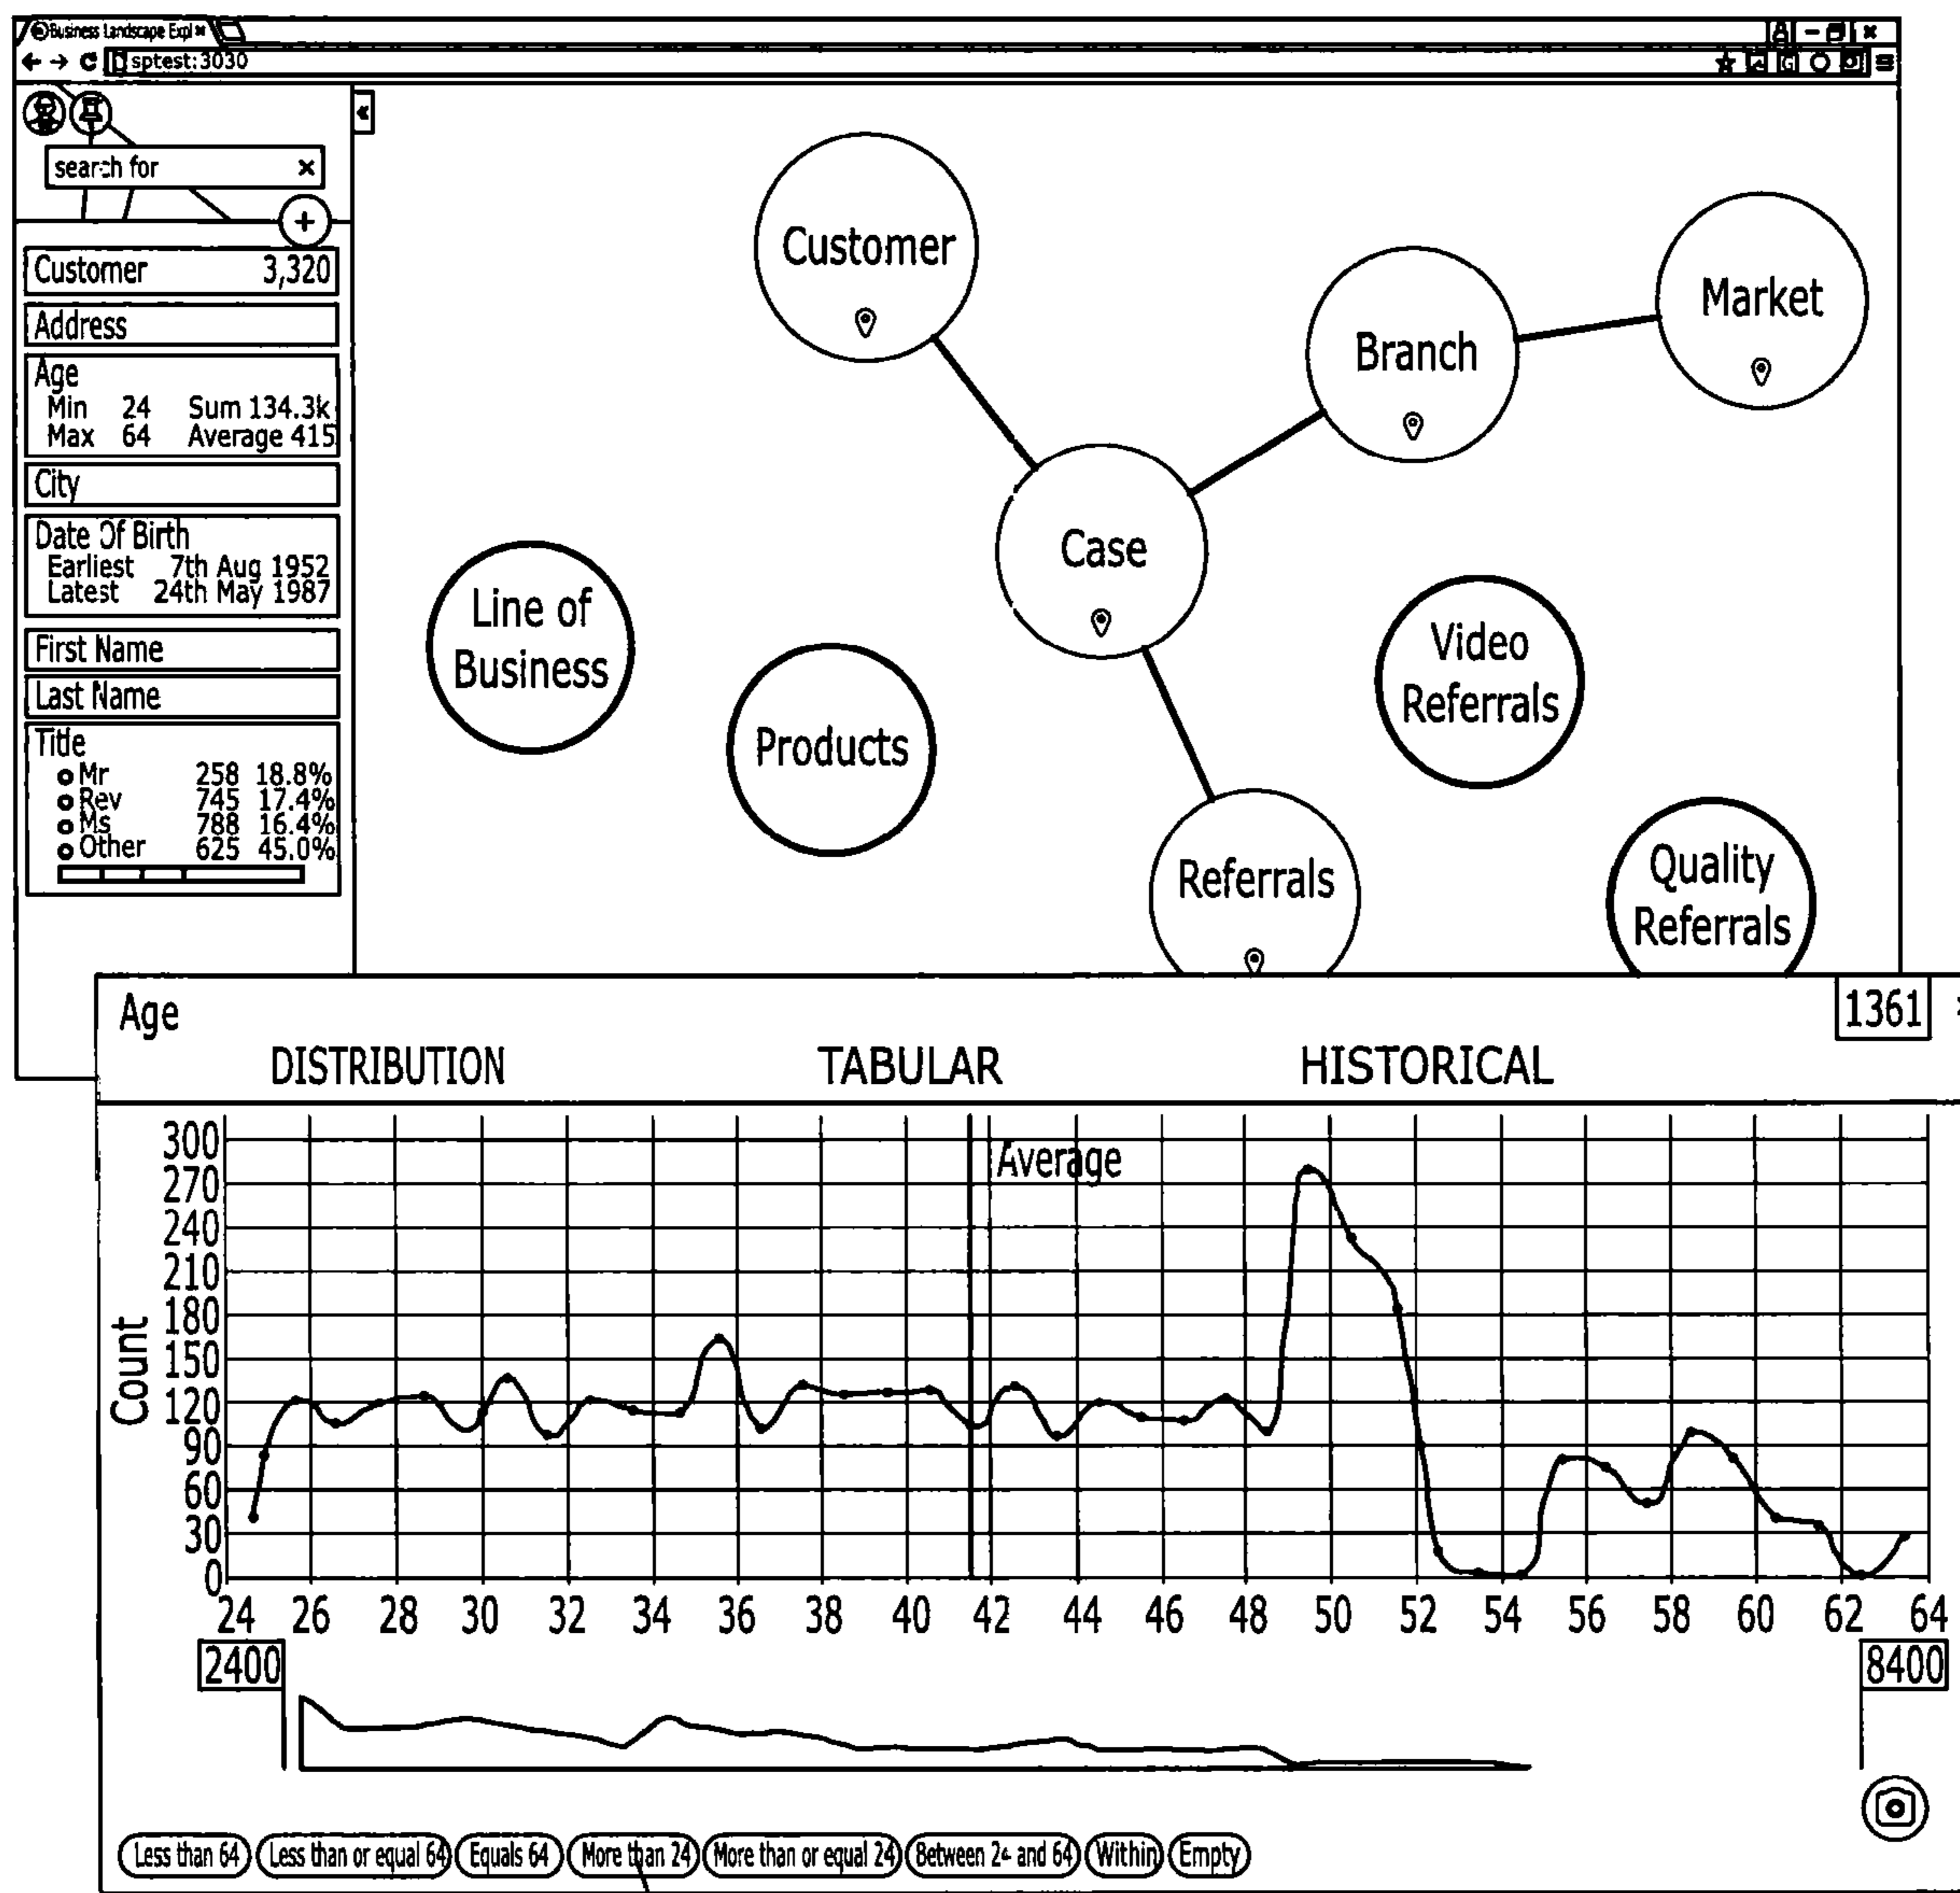 Business Landscape Expl
sptest:3030
search for
Customer 3,320
Address
Age
Min 24 Sum 134.3k
Max 64 Average 415
City
Date Of Birth
Earliest 7th Aug 1952
Latest 24th May 1987
First Name
Last Name
Title
Mr 258 18.8%
Rev 745 17.4%
Ms 788 16.4%
Other 625 45.0%
Customer
Market
Branch
Case
Line of
Business
Products
Video
Referrals
Referrals
Quality
Referrals
Age
1361
DISTRIBUTION TABULAR HISTORICAL
Average
Count
300
270
240
210
180
150
120
90
60
30
0
24 26 28 30 32 34 36 38 40 42 44 46 48 50 52 54 56 58 60 62 64
2400
8400
Less than 64 Less than or equal 64 Equals 64 More than 24 More than or equal 24 Between 24 and 64 Within Empty